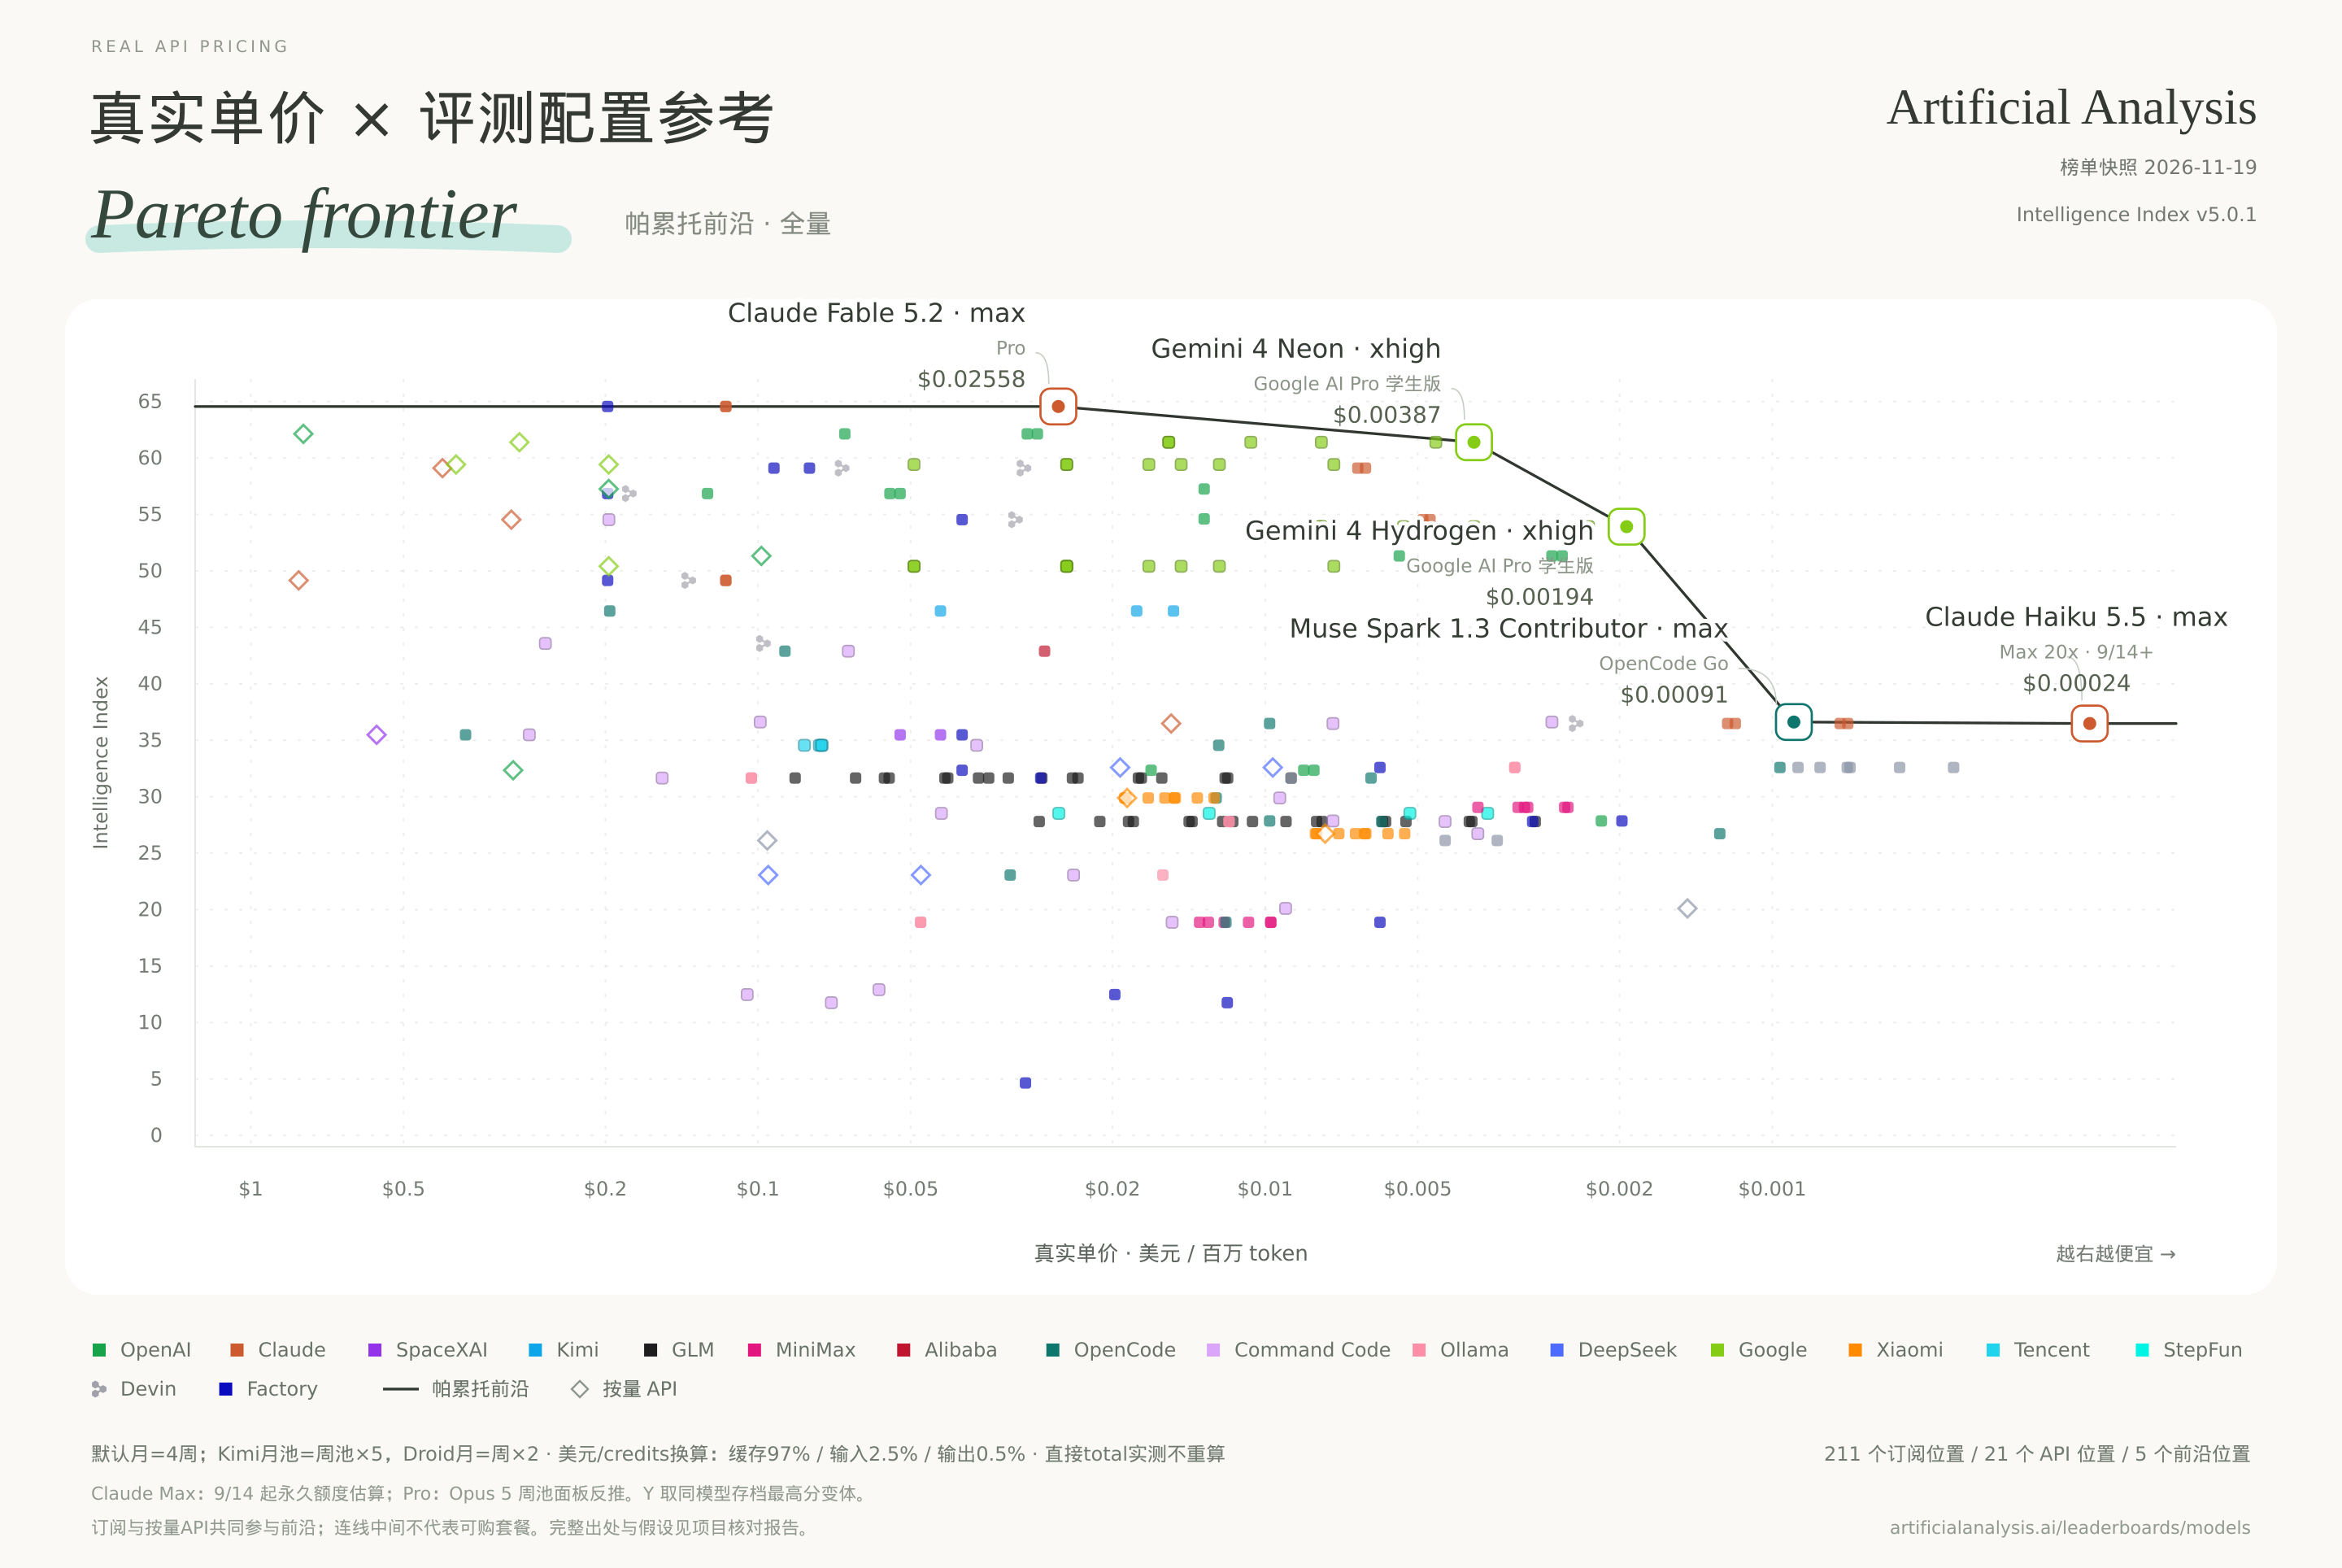 REAL API PRICING
真实单价 × 评测配置参考
Pareto frontier
帕累托前沿 · 全量
Artificial Analysis
榜单快照 2026-11-19
Intelligence Index v5.0.1
Claude Fable 5.2 · max
Pro
$0.02558
Gemini 4 Neon · xhigh
Google AI Pro 学生版
$0.00387
Gemini 4 Hydrogen · xhigh
Google AI Pro 学生版
$0.00194
Muse Spark 1.3 Contributor · max
OpenCode Go
$0.00091
Claude Haiku 5.5 · max
Max 20x · 9/14+
$0.00024
Intelligence Index
65
60
55
50
45
40
35
30
25
20
15
10
5
0
$1 $0.5 $0.2 $0.1 $0.05 $0.02 $0.01 $0.005 $0.002 $0.001
真实单价 · 美元 / 百万 token
越右越便宜 →
OpenAI Claude SpaceXAI Kimi GLM MiniMax Alibaba OpenCode Command Code Ollama DeepSeek Google Xiaomi Tencent StepFun
Devin Factory 帕累托前沿 按量 API
默认月=4周；Kimi月池=周池×5，Droid月=周×2 · 美元/credits换算：缓存97% / 输入2.5% / 输出0.5% · 直接total实测不重算
211 个订阅位置 / 21 个 API 位置 / 5 个前沿位置
Claude Max：9/14 起永久额度估算；Pro：Opus 5 周池面板反推。Y 取同模型存档最高分变体。
订阅与按量API共同参与前沿；连线中间不代表可购套餐。完整出处与假设见项目核对报告。
artificialanalysis.ai/leaderboards/models